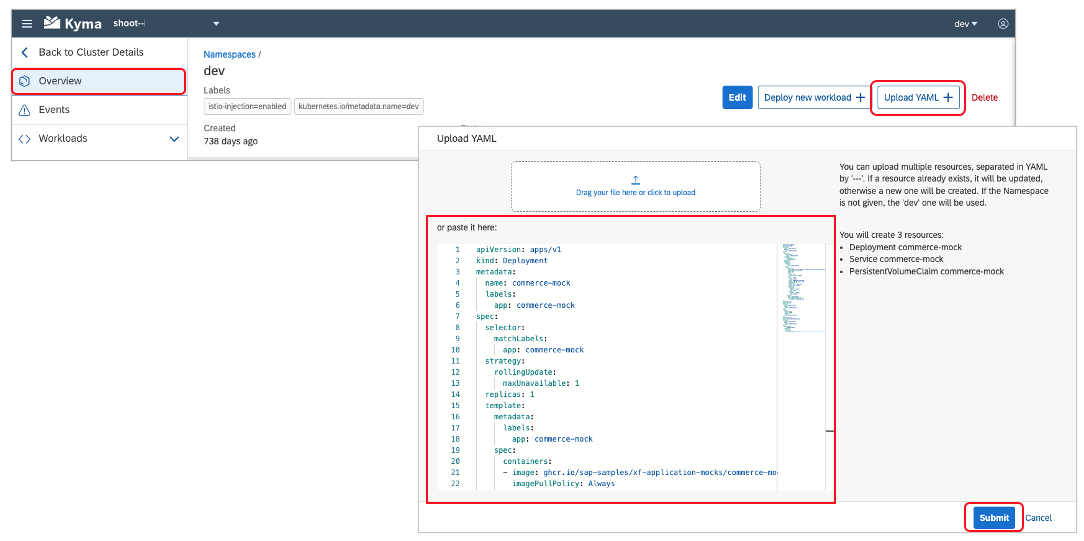 Kyma shoot--
dev
Back to Cluster Details
Overview
Events
Workloads
Namespaces /
dev
Labels
istio-injection=enabled kubernetes.io/metadata.name=dev
Created
738 days ago
Edit Deploy new workload + Upload YAML + Delete
Upload YAML
Drag your file here or click to upload
or paste it here:
1 apiVersion: apps/v1
2 kind: Deployment
3 metadata:
4 name: commerce-mock
5 labels:
6 app: commerce-mock
7 spec:
8 selector:
9 matchLabels:
10 app: commerce-mock
11 strategy:
12 rollingUpdate:
13 maxUnavailable: 1
14 replicas: 1
15 template:
16 metadata:
17 labels:
18 app: commerce-mock
19 spec:
20 containers:
21 - image: ghcr.io/sap-samples/xf-application-mocks/commerce-mo
22 imagePullPolicy: Always
You can upload multiple resources, separated in YAML
by '---'. If a resource already exists, it will be updated,
otherwise a new one will be created. If the Namespace
is not given, the 'dev' one will be used.
You will create 3 resources:
• Deployment commerce-mock
• Service commerce-mock
• PersistentVolumeClaim commerce-mock
Submit Cancel